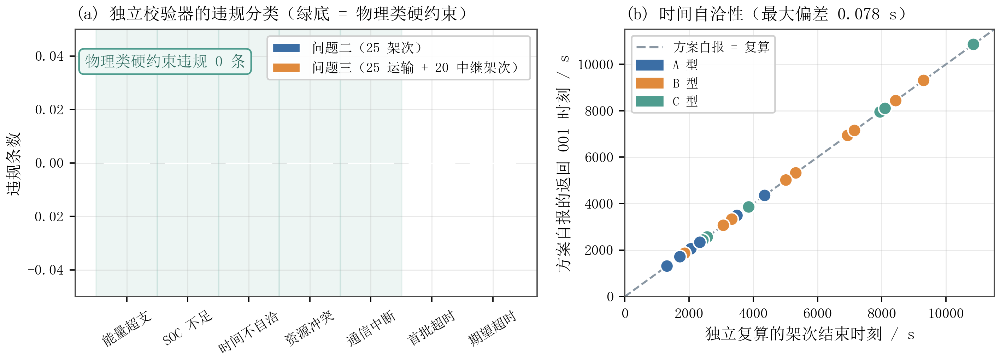 (a) 独立校验器的违规分类（绿底 = 物理类硬约束）
物理类硬约束违规 0 条
问题二（25 架次）
问题三（25 运输 + 20 中继架次）
违规条数
0.04
0.02
0.00
−0.02
−0.04
能量超支
SOC 不足
时间不自洽
资源冲突
通信中断
首批超时
期望超时
(b) 时间自洽性（最大偏差 0.078 s）
方案自报 = 复算
A 型
B 型
C 型
方案自报的返回 O01 时刻 / s
10000
8000
6000
4000
2000
0
0 2000 4000 6000 8000 10000
独立复算的架次结束时刻 / s